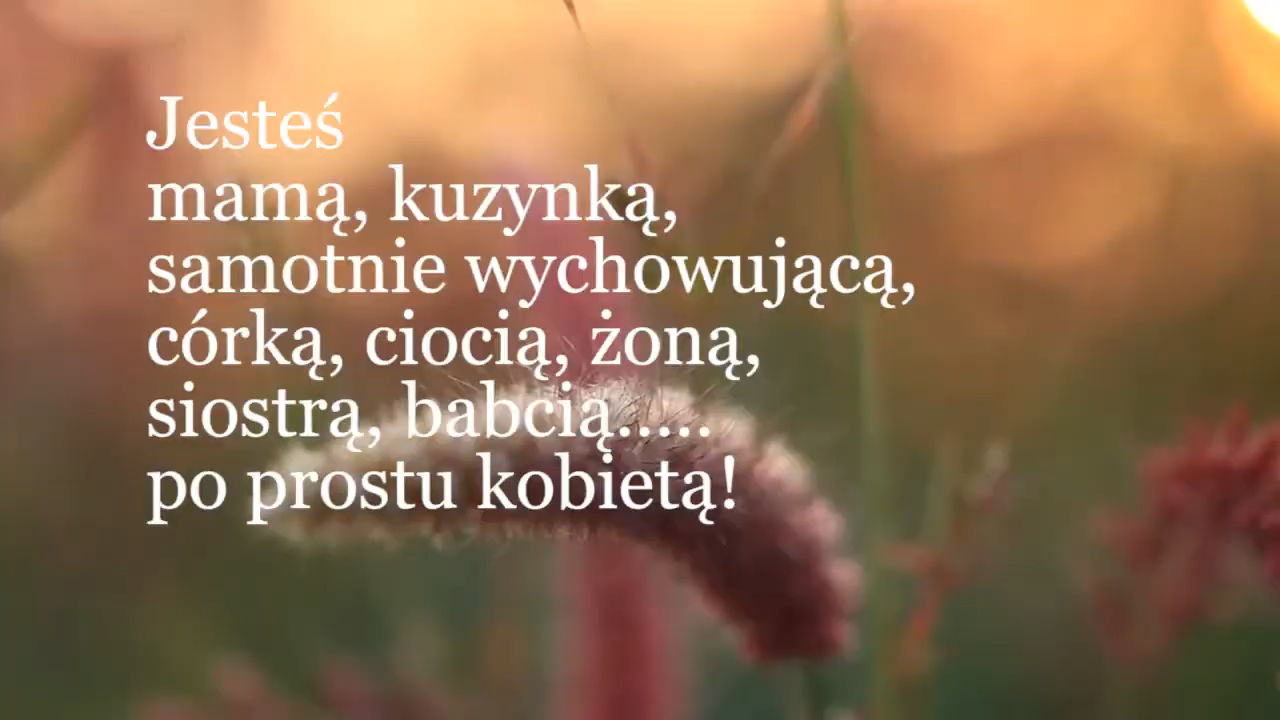 Jesteś
mamą, kuzynką,
samotnie wychowującą,
córką, ciocią, żoną,
siostrą, babcią.....
po prostu kobietą!